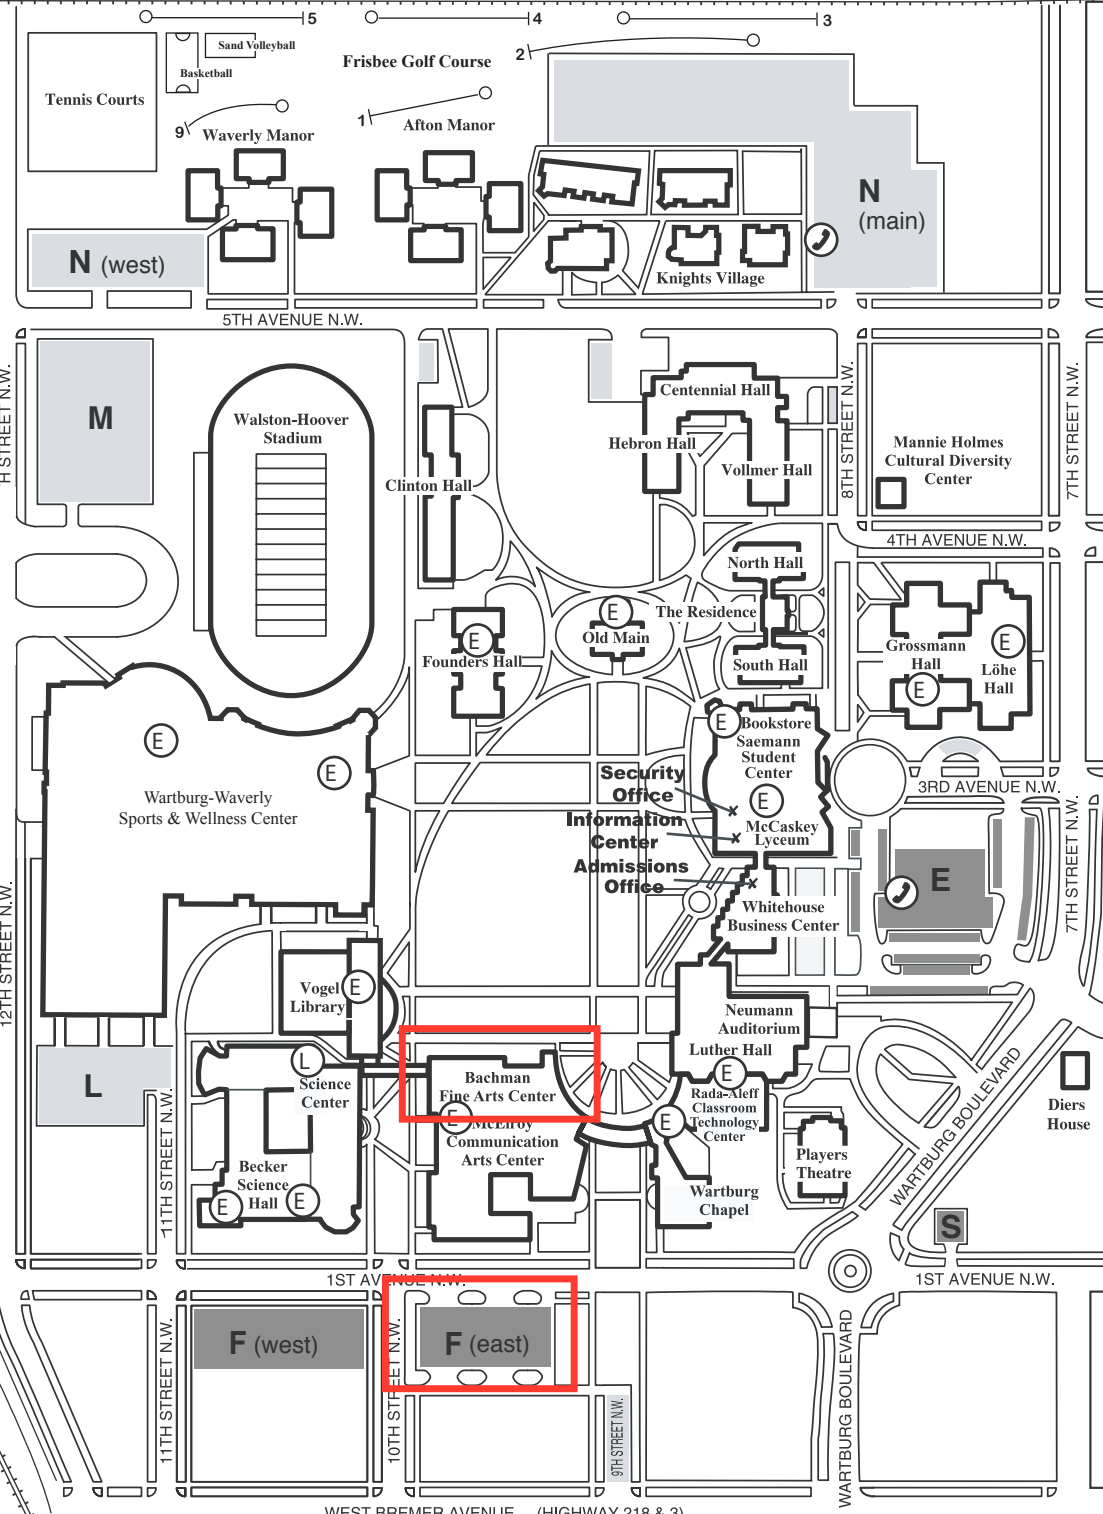 5
4
3
2
Sand Volleyball
Basketball
Frisbee Golf Course
Tennis Courts
9
Waverly Manor
1
Afton Manor
N
(main)
N (west)
Knights Village
5TH AVENUE N.W.
M
Walston-Hoover
Stadium
Centennial Hall
Hebron Hall
Vollmer Hall
Clinton Hall
8TH STREET N.W.
7TH STREET N.W.
H STREET N.W.
Mannie Holmes
Cultural Diversity
Center
4TH AVENUE N.W.
North Hall
The Residence
South Hall
E
Old Main
E
Founders Hall
Grossmann
Hall
E
E
Löhe
Hall
E
E
Wartburg-Waverly
Sports & Wellness Center
E
Bookstore
Saemann
Student
Center
E
McCaskey
Lyceum
Security
Office
Information
Center
Admissions
Office
3RD AVENUE N.W.
E
7TH STREET N.W.
Whitehouse
Business Center
12TH STREET N.W.
Vogel
Library
E
Neumann
Auditorium
Luther Hall
E
Rada-Aleff
Classroom
Technology
Center
E
L
L
Science
Center
Bachman
Fine Arts Center
E
McElroy
Communication
Arts Center
Becker
Science
Hall
E
E
11TH STREET N.W.
Wartburg
Chapel
Players
Theatre
WARTBURG BOULEVARD
Diers
House
S
1ST AVENUE N.W.
1ST AVENUE N.W.
F (west)
F (east)
11TH STREET N.W.
10TH STREET N.W.
9TH STREET N.W.
WARTBURG BOULEVARD
WEST BREMER AVENUE (HIGHWAY 218 & 3)